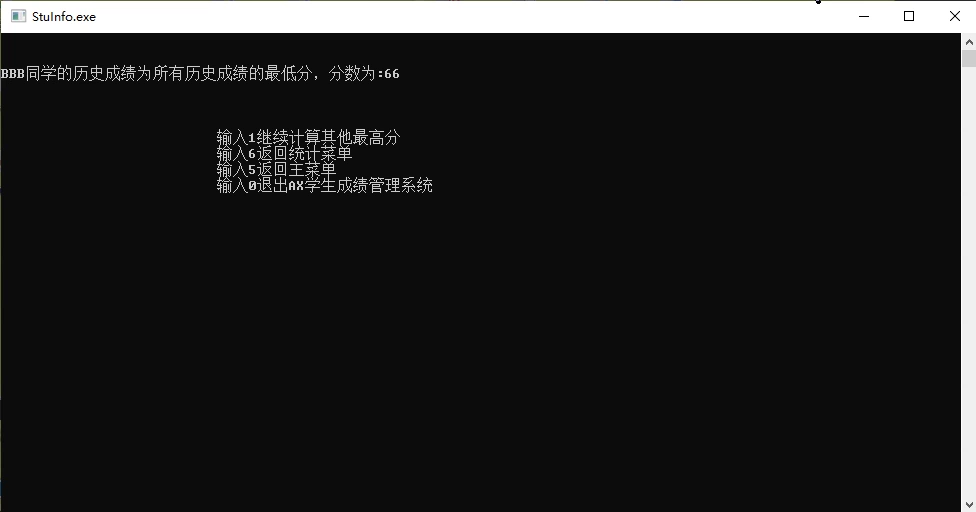 StuInfo.exe
BBB同学的历史成绩为所有历史成绩的最低分，分数为:66
输入1继续计算其他最高分
输入6返回统计菜单
输入5返回主菜单
输入0退出AX学生成绩管理系统